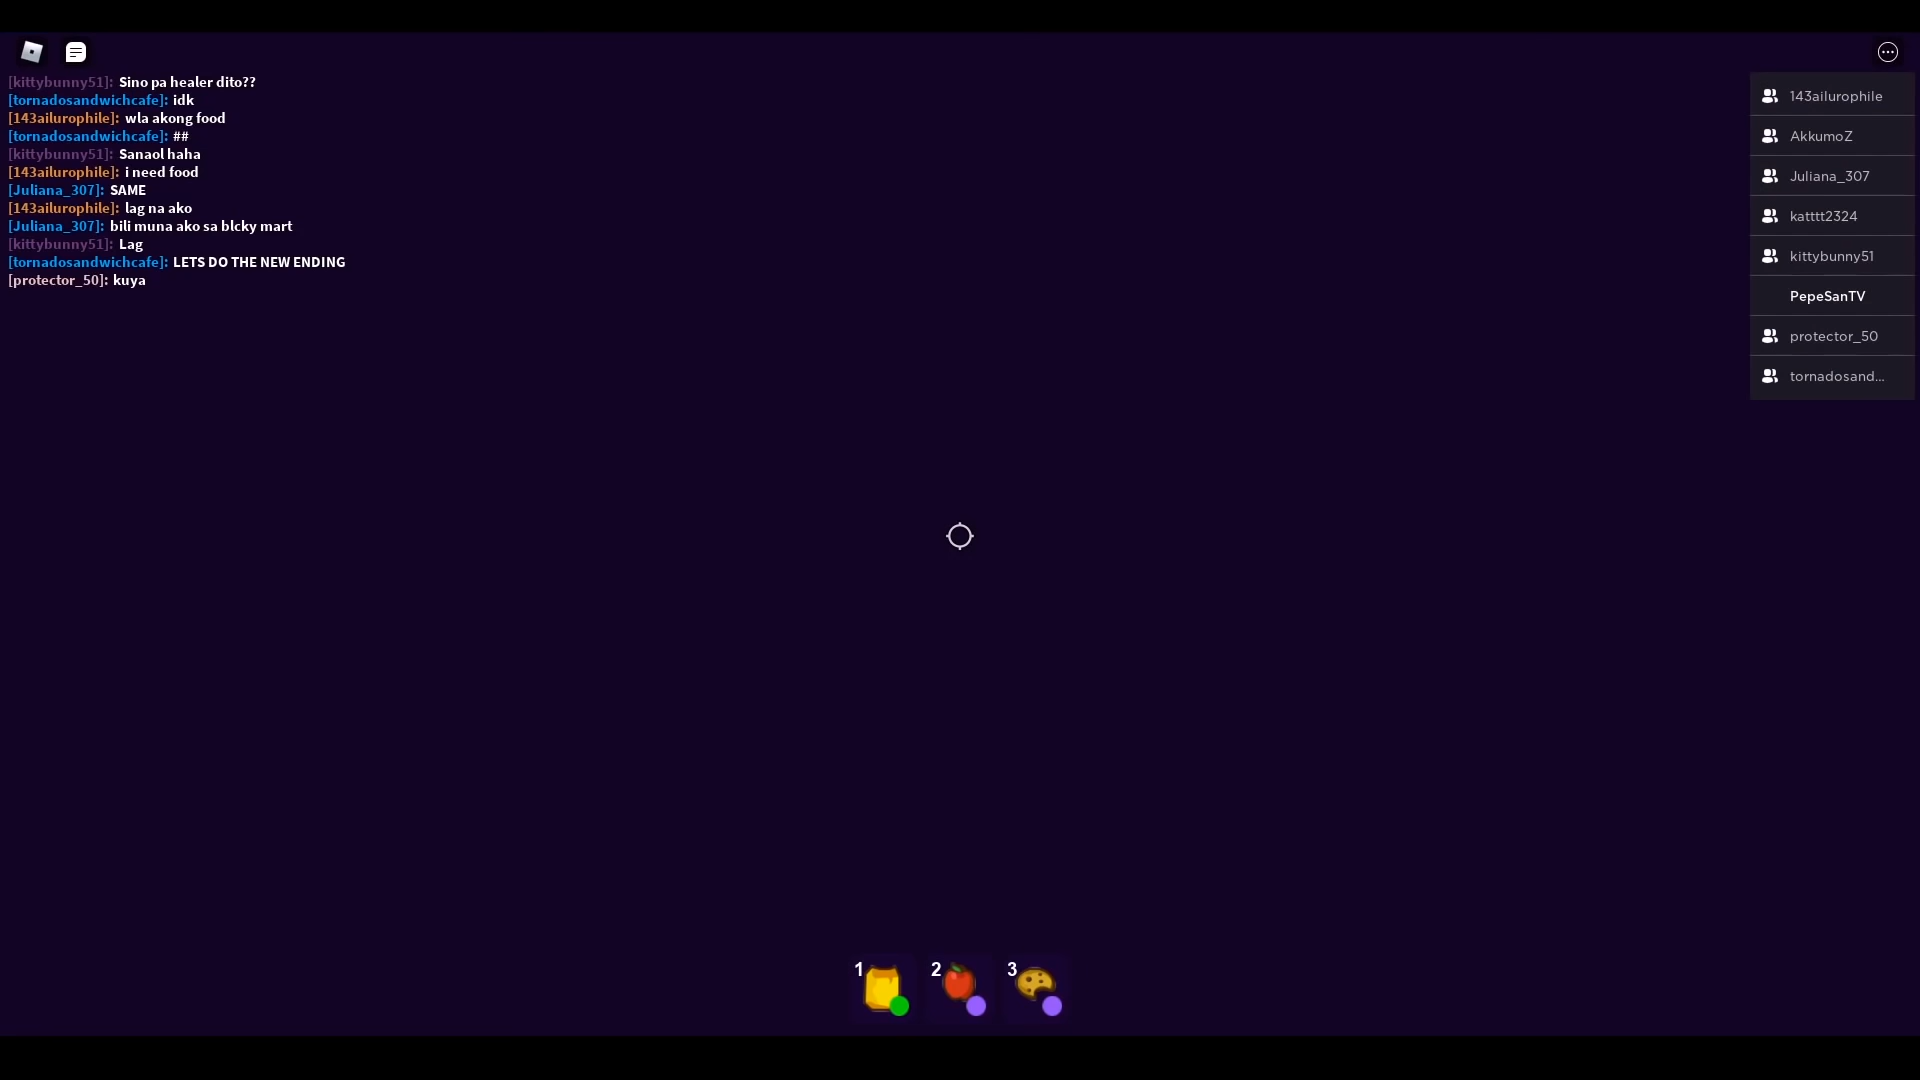 [kittybunny51]: Sino pa healer dito??
[tornadosandwichcafe]: idk
[143ailurophile]: wla akong food
[tornadosandwichcafe]: ##
[kittybunny51]: Sanaol haha
[143ailurophile]: i need food
[Juliana_307]: SAME
[143ailurophile]: lag na ako
[Juliana_307]: bili muna ako sa blcky mart
[kittybunny51]: Lag
[tornadosandwichcafe]: LETS DO THE NEW ENDING
[protector_50]: kuya
143ailurophile
AkkumoZ
Juliana_307
katttt2324
kittybunny51
PepeSanTV
protector_50
tornadosand...
1
2
3